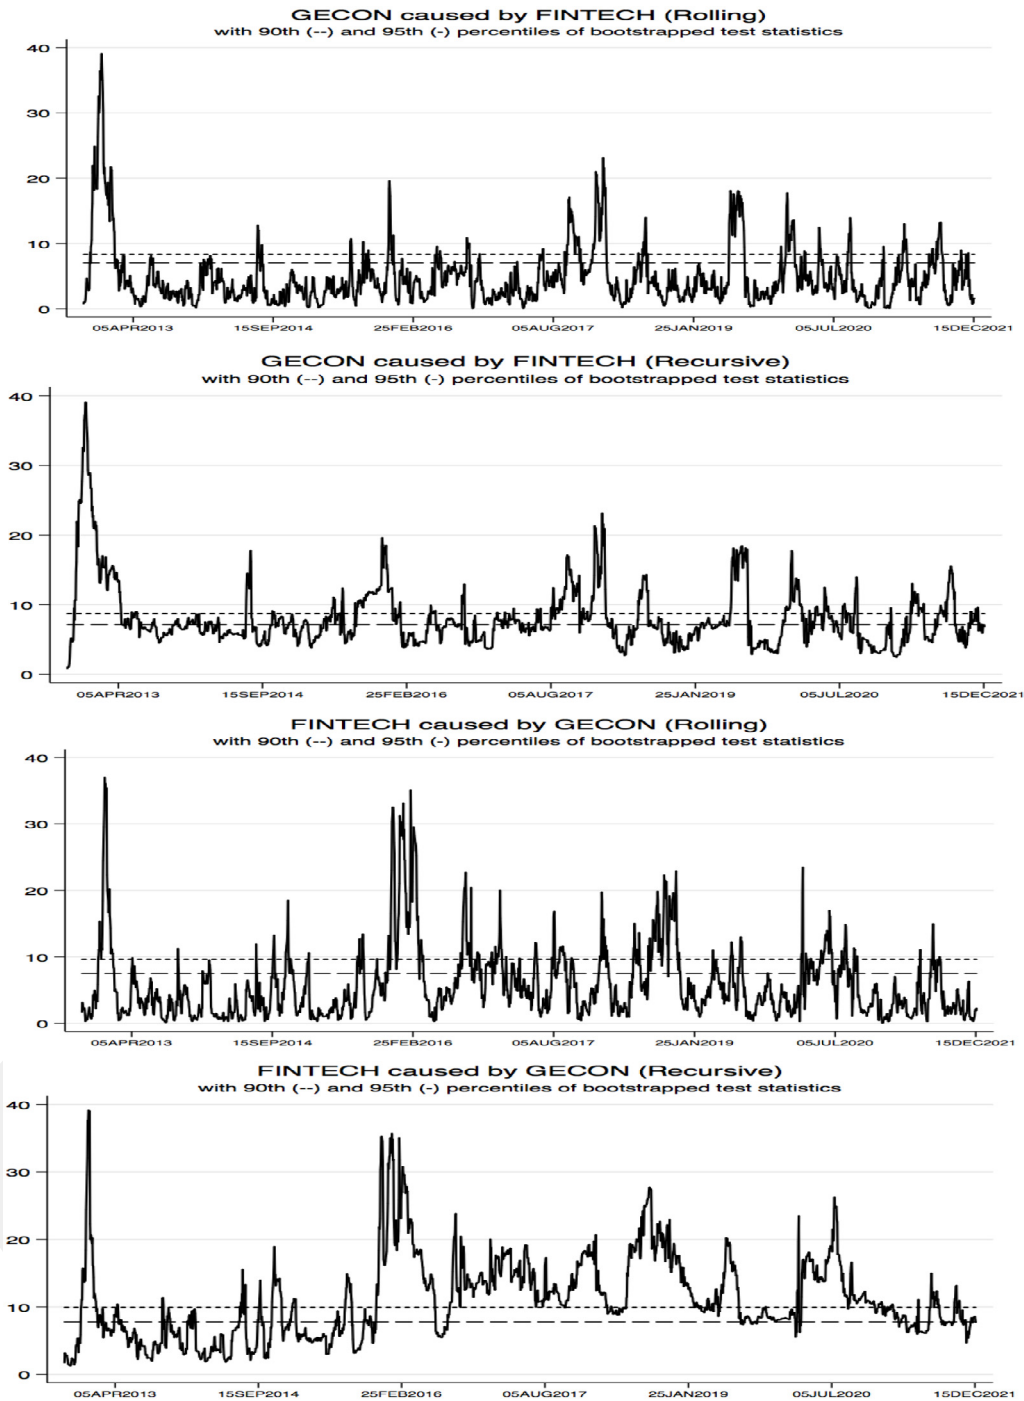 GECON caused by FINTECH (Rolling)
with 90th (--) and 95th (-) percentiles of bootstrapped test statistics
40
30
20
10
0
05APR2013 15SEP2014 25FEB2016 05AUG2017 25JAN2019 05JUL2020 15DEC2021
GECON caused by FINTECH (Recursive)
with 90th (--) and 95th (-) percentiles of bootstrapped test statistics
40
30
20
10
0
05APR2013 15SEP2014 25FEB2016 05AUG2017 25JAN2019 05JUL2020 15DEC2021
FINTECH caused by GECON (Rolling)
with 90th (--) and 95th (-) percentiles of bootstrapped test statistics
40
30
20
10
0
05APR2013 15SEP2014 25FEB2016 05AUG2017 25JAN2019 05JUL2020 15DEC2021
FINTECH caused by GECON (Recursive)
with 90th (--) and 95th (-) percentiles of bootstrapped test statistics
40
30
20
10
0
05APR2013 15SEP2014 25FEB2016 05AUG2017 25JAN2019 05JUL2020 15DEC2021